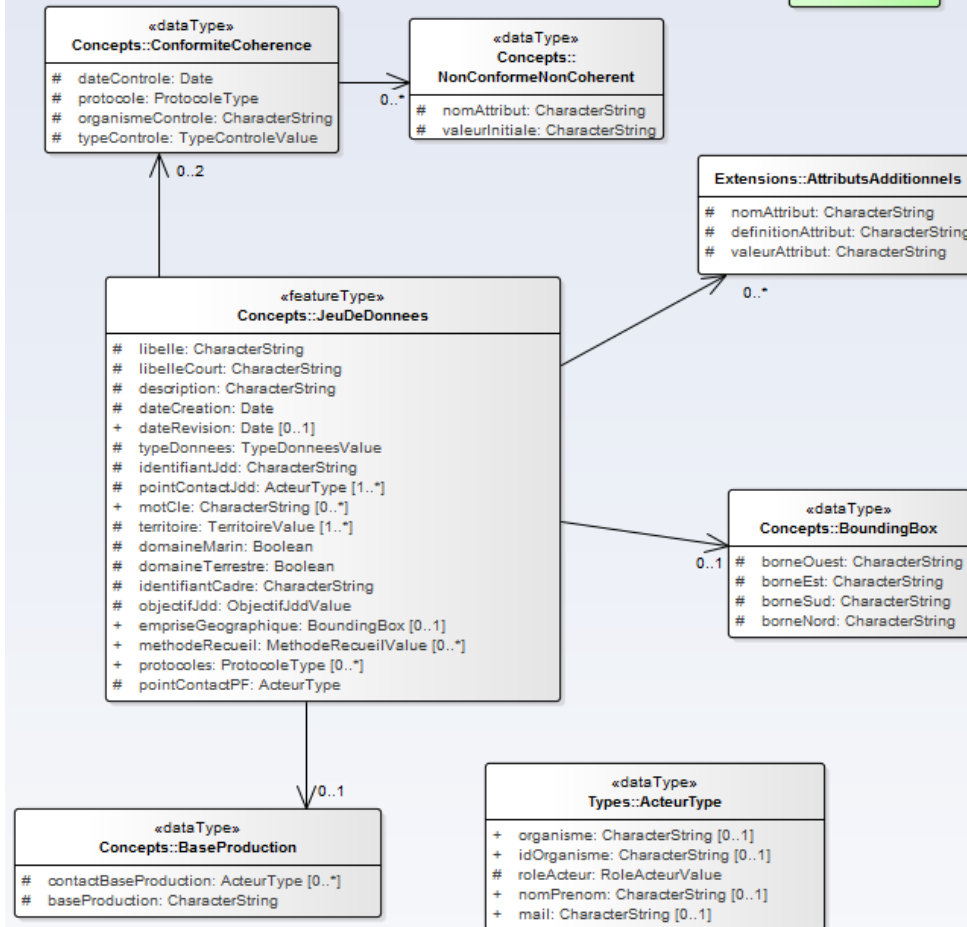 «dataType»
Concepts::ConformiteCoherence
# dateControle: Date
# protocole: ProtocoleType
# organismeControle: CharacterString
# typeControle: TypeControleValue
0..*
«dataType»
Concepts::
NonConformeNonCoherent
# nomAttribut: CharacterString
# valeurInitiale: CharacterString
0..2
Extensions::AttributsAdditionnels
# nomAttribut: CharacterString
# definitionAttribut: CharacterString
# valeurAttribut: CharacterString
0..*
«featureType»
Concepts::JeuDeDonnees
# libelle: CharacterString
# libelleCourt: CharacterString
# description: CharacterString
# dateCreation: Date
+ dateRevision: Date [0..1]
# typeDonnees: TypeDonneesValue
# identifiantJdd: CharacterString
# pointContactJdd: ActeurType [1..*]
+ motCle: CharacterString [0..*]
# territoire: TerritoireValue [1..*]
# domaineMarin: Boolean
# domaineTerrestre: Boolean
# identifiantCadre: CharacterString
# objectifJdd: ObjectifJddValue
+ empriseGeographique: BoundingBox [0..1]
+ methodeRecueil: MethodeRecueilValue [0..*]
+ protocoles: ProtocoleType [0..*]
# pointContactPF: ActeurType
0..1
«dataType»
Concepts::BoundingBox
# borneOuest: CharacterString
# borneEst: CharacterString
# borneSud: CharacterString
# borneNord: CharacterString
0..1
«dataType»
Concepts::BaseProduction
# contactBaseProduction: ActeurType [0..*]
# baseProduction: CharacterString
«dataType»
Types::ActeurType
+ organisme: CharacterString [0..1]
+ idOrganisme: CharacterString [0..1]
# roleActeur: RoleActeurValue
+ nomPrenom: CharacterString [0..1]
+ mail: CharacterString [0..1]